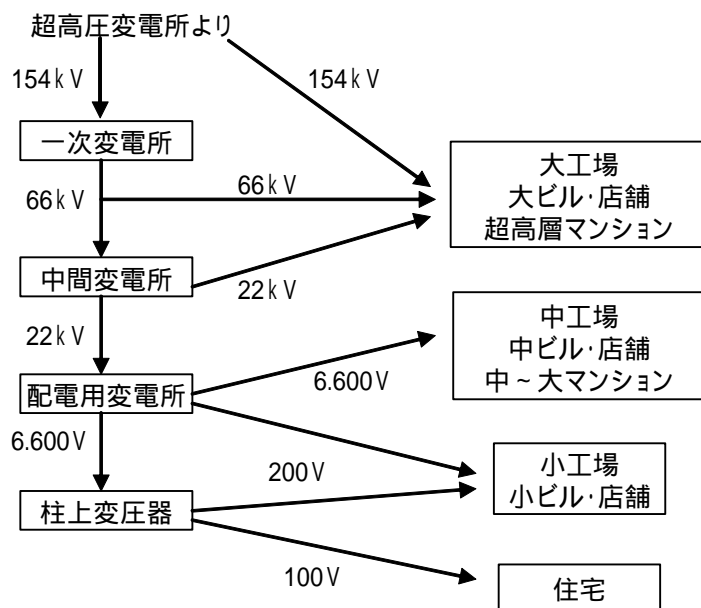 超高圧変電所より
154kV
154kV
一次変電所
大工場
大ビル・店舗
超高層マンション
66kV
66kV
中間変電所
22kV
22kV
中工場
中ビル・店舗
中~大マンション
配電用変電所
6.600V
6.600V
小工場
小ビル・店舗
200V
柱上変圧器
100V
住宅